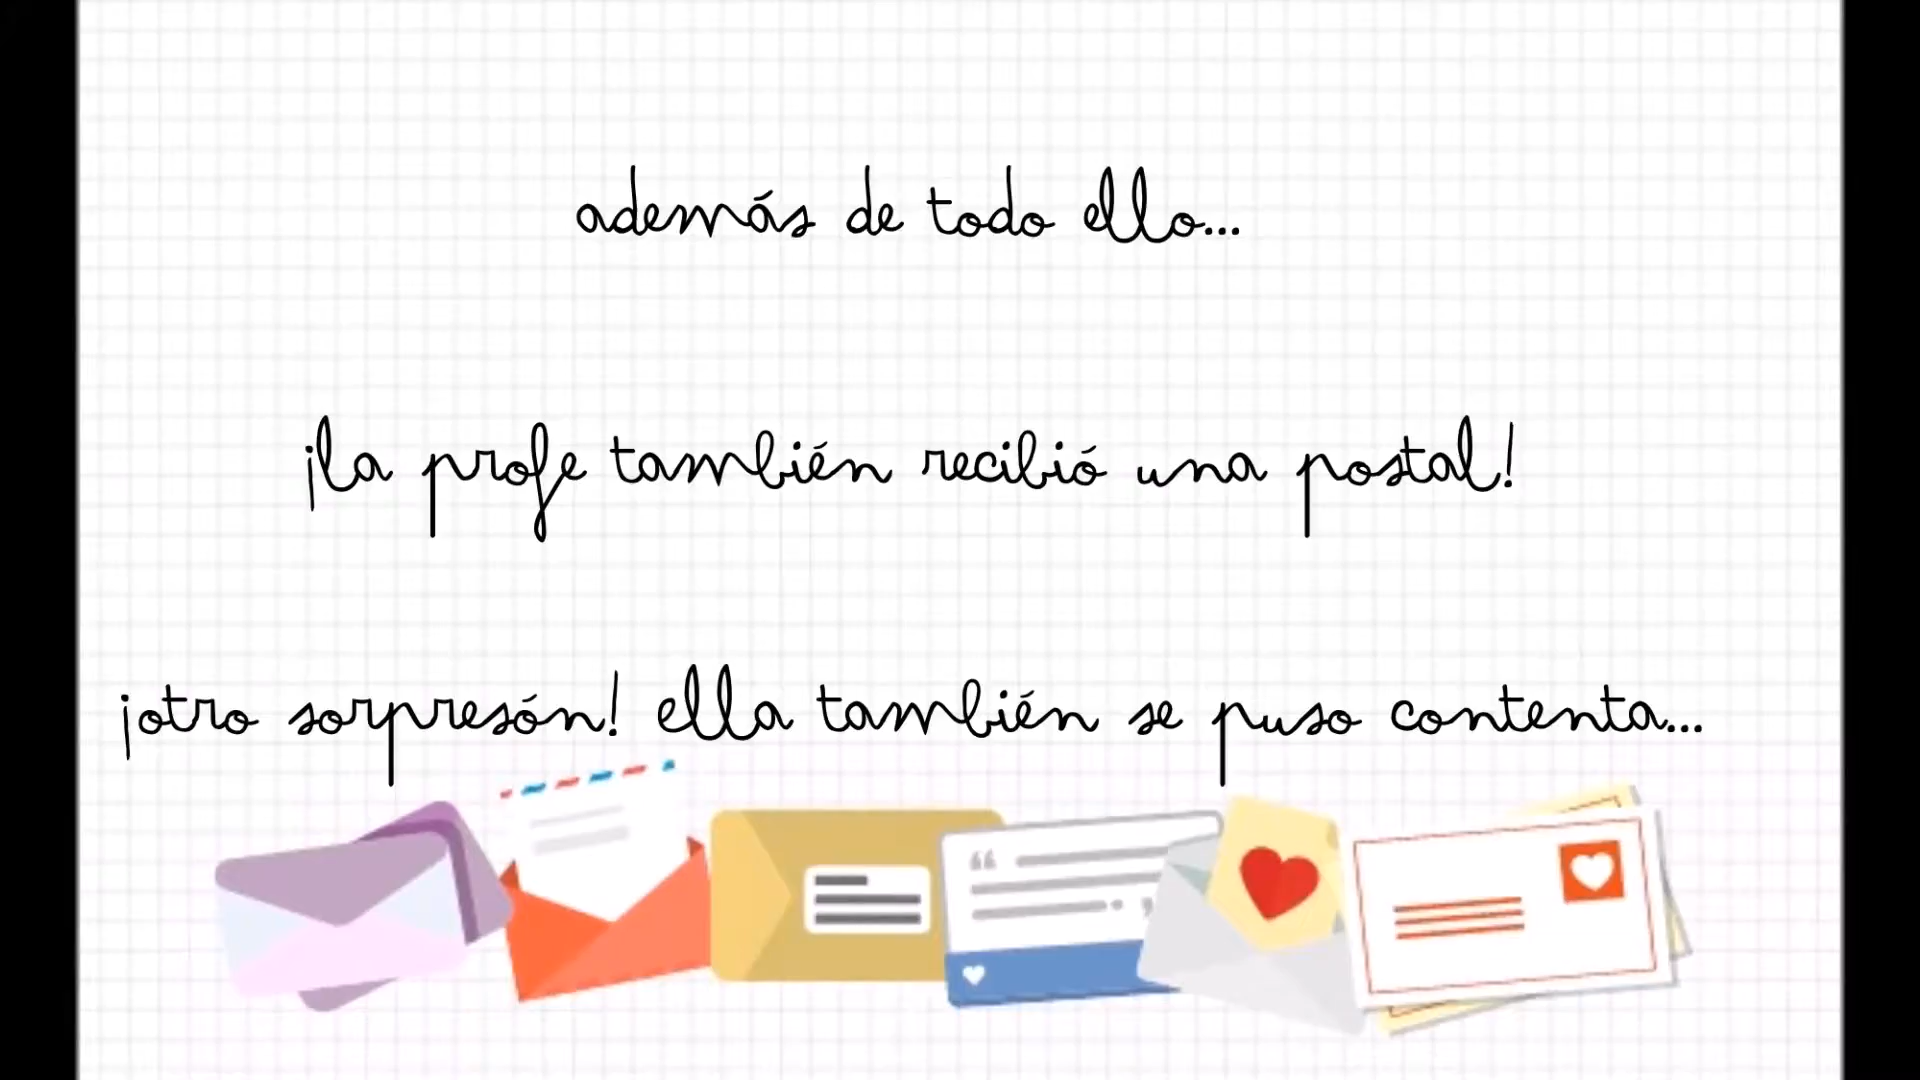 además de todo ello...
¡la profe también recibió una postal!
¡otro sorpresón! ella también se puso contenta...